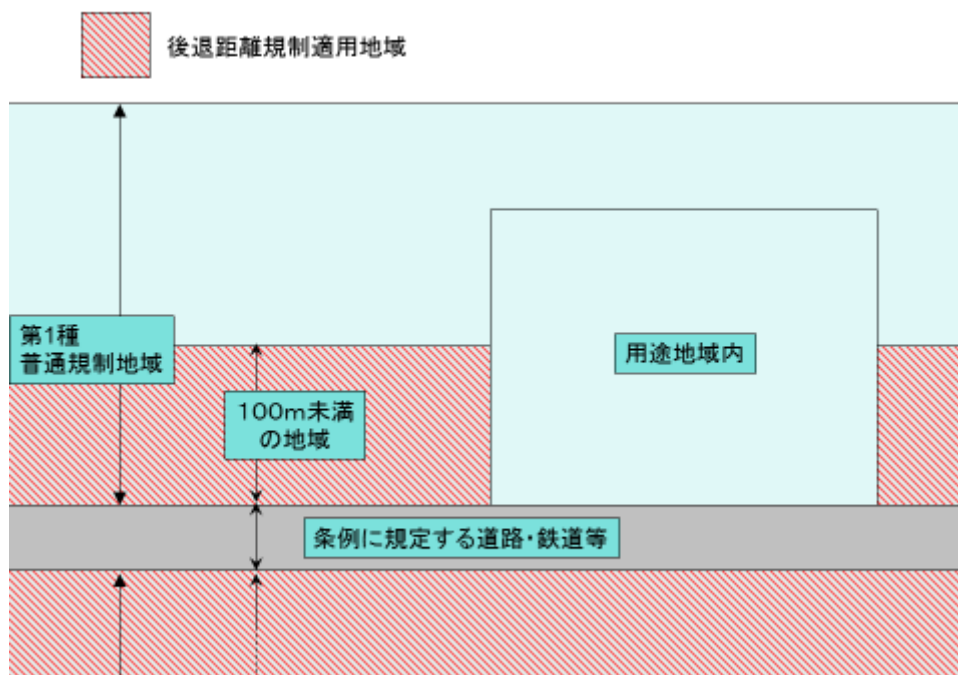 後退距離規制適用地域
第1種
普通規制地域
用途地域内
100m未満
の地域
条例に規定する道路・鉄道等